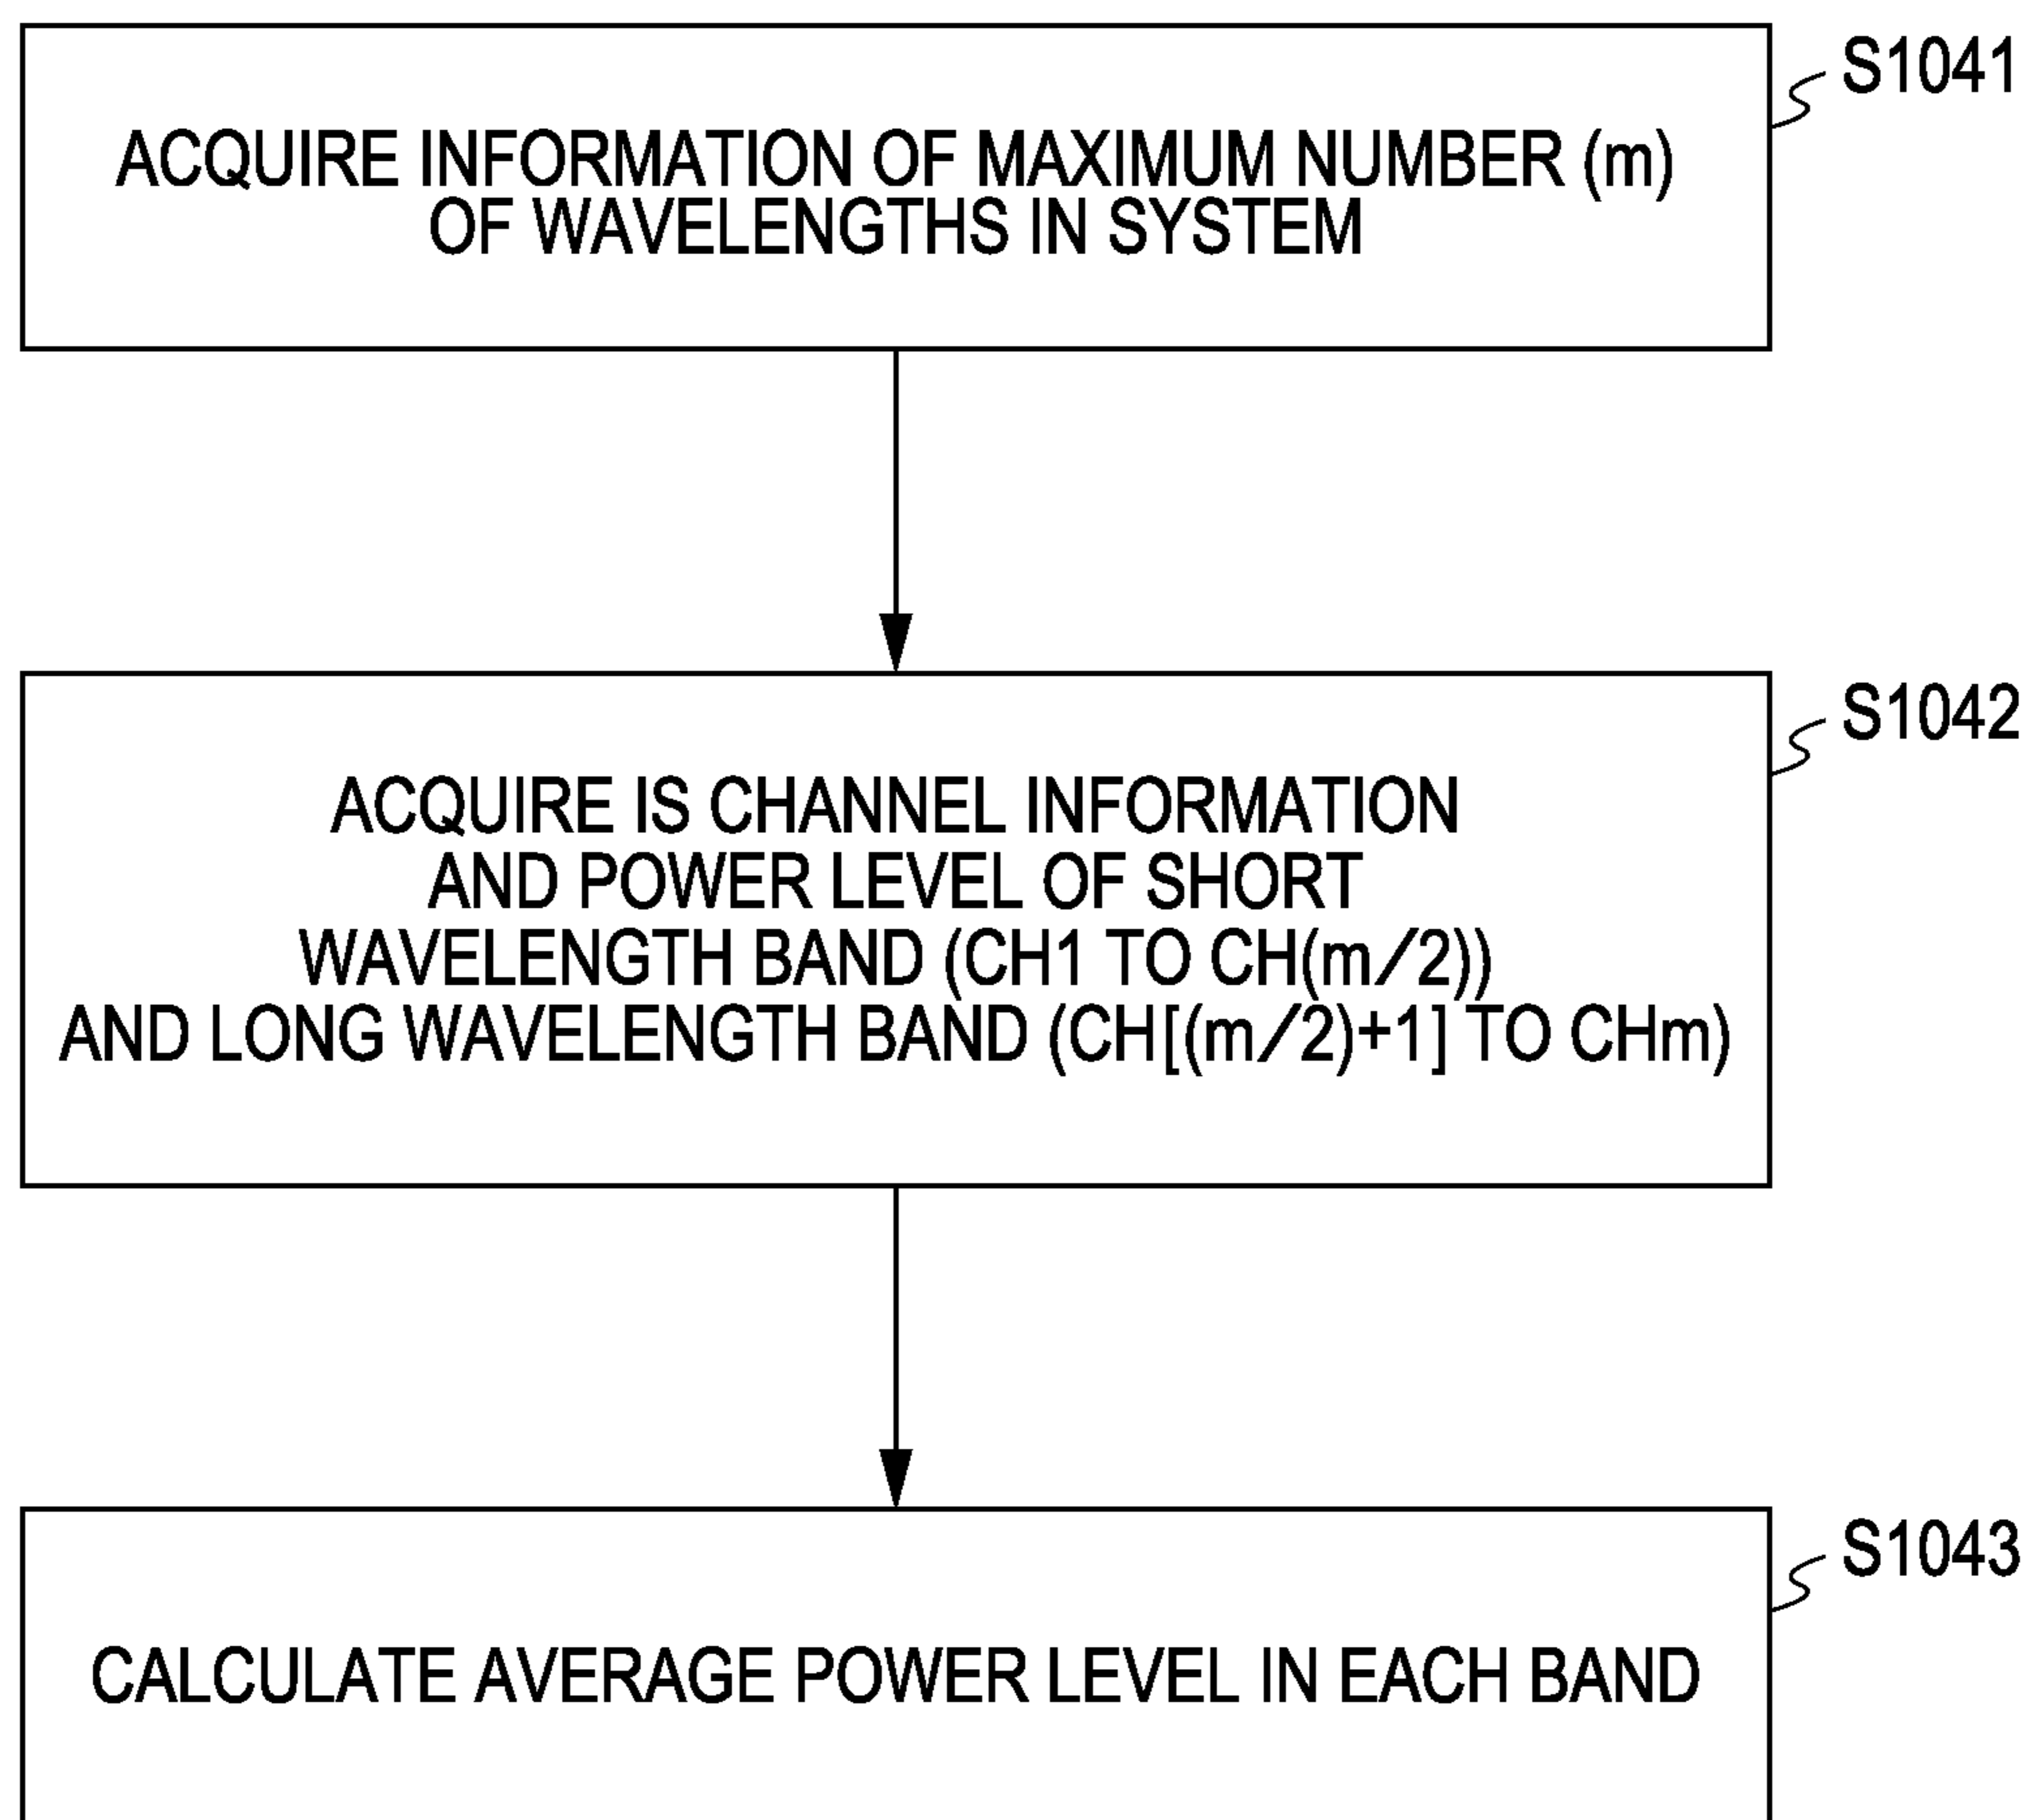 S1041
ACQUIRE INFORMATION OF MAXIMUM NUMBER (m)
OF WAVELENGTHS IN SYSTEM
S1042
ACQUIRE IS CHANNEL INFORMATION
AND POWER LEVEL OF SHORT
WAVELENGTH BAND (CH1 TO CH(m/2))
AND LONG WAVELENGTH BAND (CH[(m/2)+1] TO CHm)
S1043
CALCULATE AVERAGE POWER LEVEL IN EACH BAND